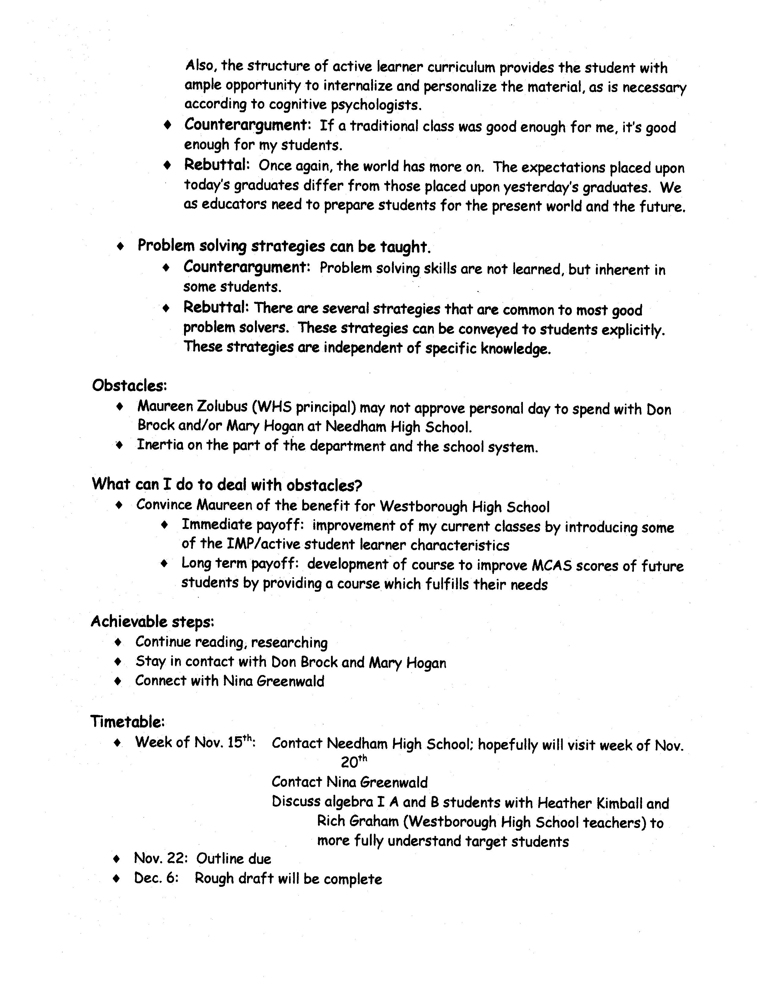 Also, the structure of active learner curriculum provides the student with
ample opportunity to internalize and personalize the material, as is necessary
according to cognitive psychologists.
♦ Counterargument: If a traditional class was good enough for me, it's good
enough for my students.
♦ Rebuttal: Once again, the world has more on. The expectations placed upon
today's graduates differ from those placed upon yesterday's graduates. We
as educators need to prepare students for the present world and the future.
♦ Problem solving strategies can be taught.
♦ Counterargument: Problem solving skills are not learned, but inherent in
some students.
♦ Rebuttal: There are several strategies that are common to most good
problem solvers. These strategies can be conveyed to students explicitly.
These strategies are independent of specific knowledge.
Obstacles:
♦ Maureen Zolubus (WHS principal) may not approve personal day to spend with Don
Brock and/or Mary Hogan at Needham High School.
♦ Inertia on the part of the department and the school system.
What can I do to deal with obstacles?
♦ Convince Maureen of the benefit for Westborough High School
♦ Immediate payoff: improvement of my current classes by introducing some
of the IMP/active student learner characteristics
♦ Long term payoff: development of course to improve MCAS scores of future
students by providing a course which fulfills their needs
Achievable steps:
♦ Continue reading, researching
♦ Stay in contact with Don Brock and Mary Hogan
♦ Connect with Nina Greenwald
Timetable:
♦ Week of Nov. 15th: Contact Needham High School; hopefully will visit week of Nov.
20th
Contact Nina Greenwald
Discuss algebra I A and B students with Heather Kimball and
Rich Graham (Westborough High School teachers) to
more fully understand target students
♦ Nov. 22: Outline due
♦ Dec. 6: Rough draft will be complete